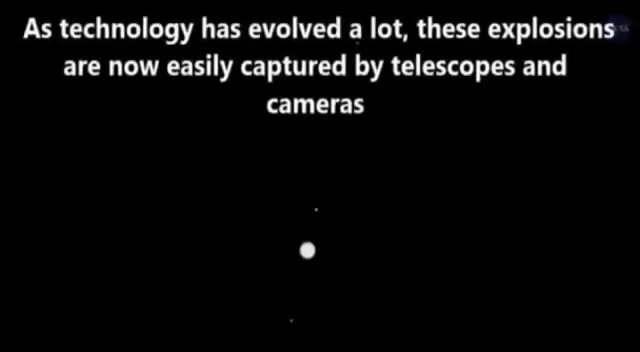 As technology has evolved a lot, these explosions
are now easily captured by telescopes and
cameras